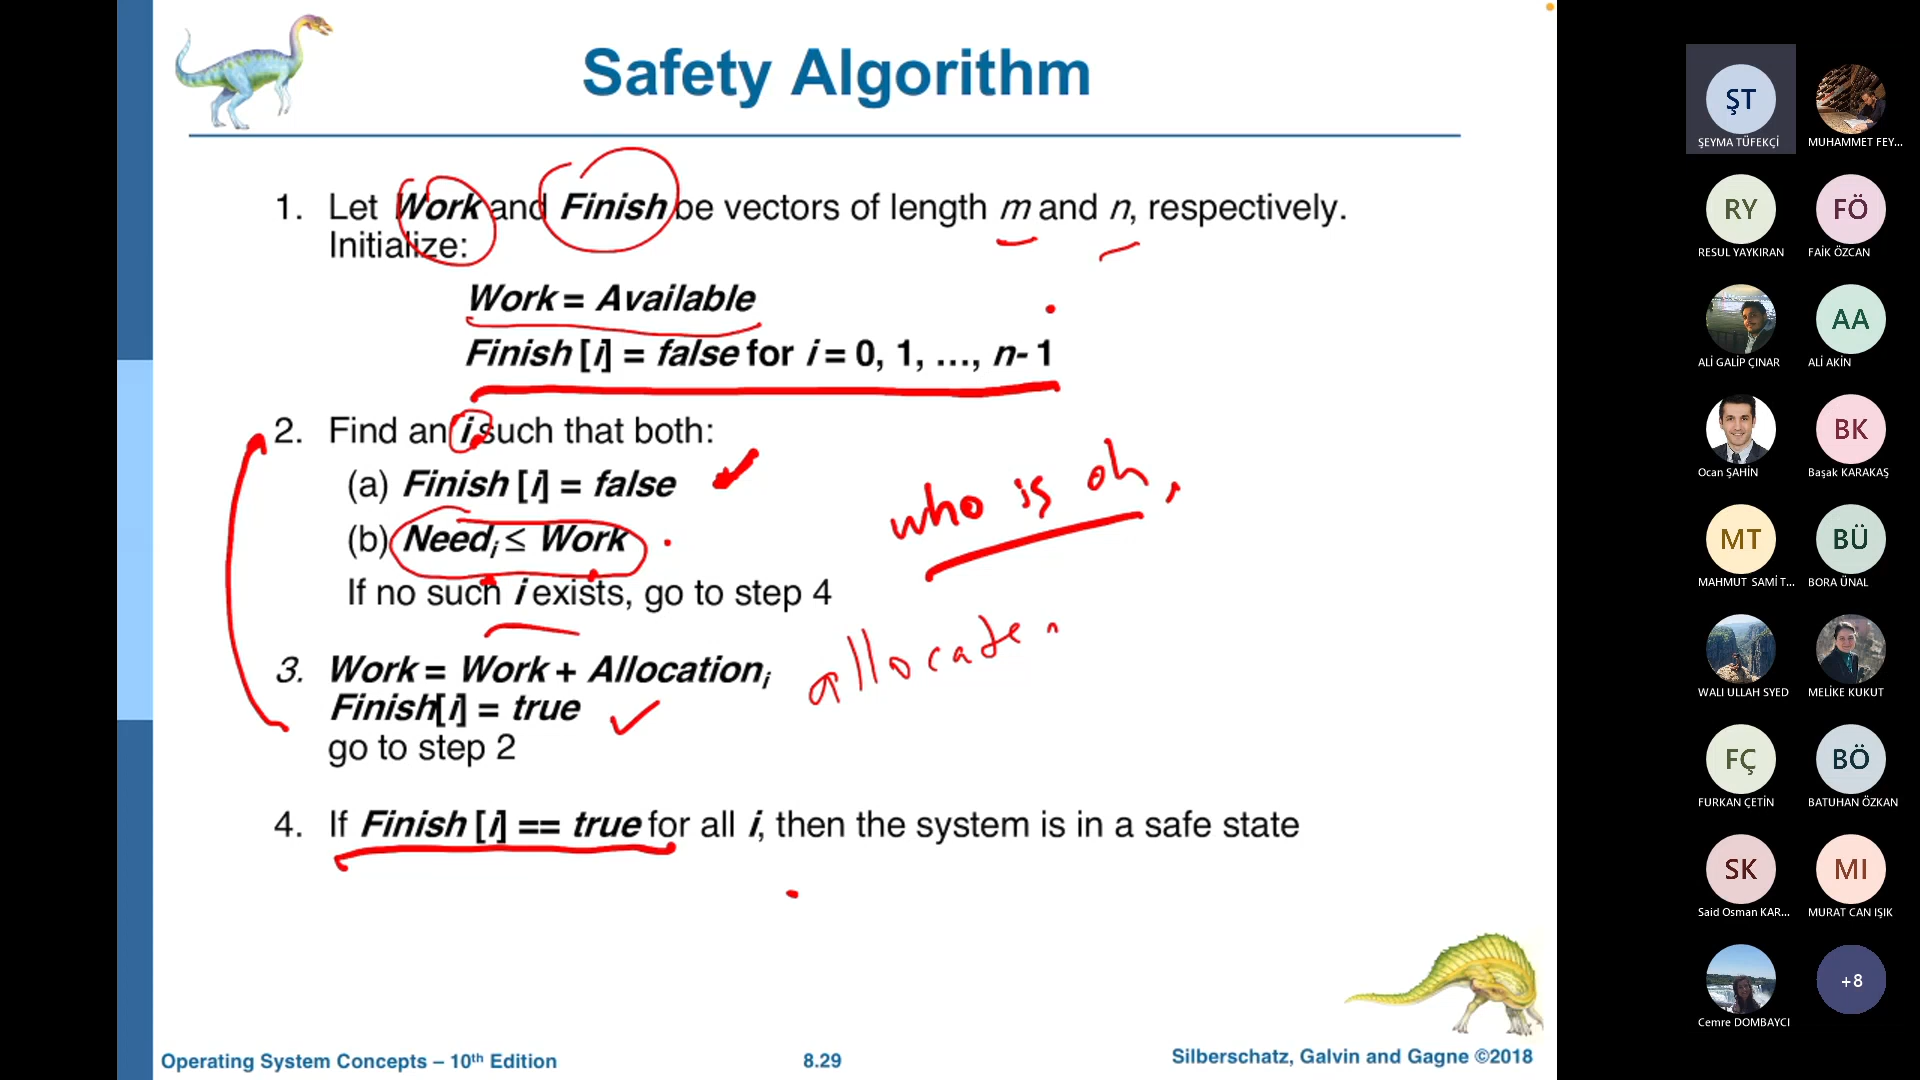 Safety Algorithm
1. Let Work and Finish be vectors of length m and n, respectively.
Initialize:
Work = Available
Finish [i] = false for i = 0, 1, …, n- 1
2. Find an i such that both:
(a) Finish [i] = false
(b) Needi ≤ Work
If no such i exists, go to step 4
who is oh,
allocate.
3. Work = Work + Allocationi
Finish[i] = true
go to step 2
4. If Finish [i] == true for all i, then the system is in a safe state
Operating System Concepts – 10th Edition
8.29
Silberschatz, Galvin and Gagne ©2018
ŞT
ŞEYMA TÜFEKÇİ
MUHAMMET FEY...
RY
RESUL YAYKIRAN
FÖ
FAİK ÖZCAN
ALİ GALİP ÇINAR
AA
ALİ AKİN
Ocan ŞAHİN
BK
Başak KARAKAŞ
MT
MAHMUT SAMİ T...
BÜ
BORA ÜNAL
WALI ULLAH SYED
MELİKE KUKUT
FÇ
FURKAN ÇETİN
BÖ
BATUHAN ÖZKAN
SK
Said Osman KAR...
MI
MURAT CAN IŞIK
Cemre DOMBAYCI
+8